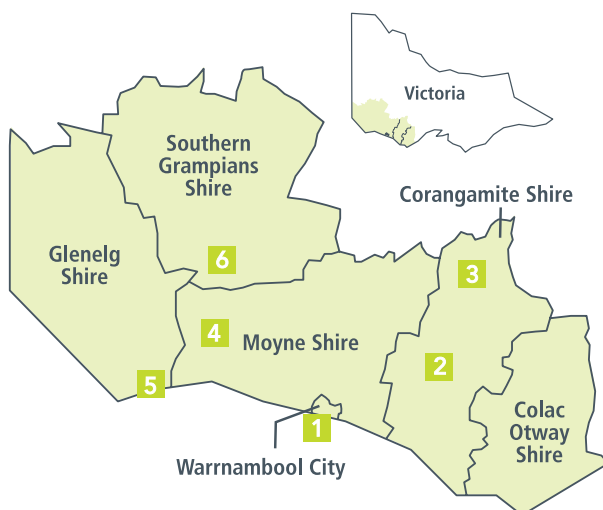 Victoria
Southern
Grampians
Shire
Corangamite Shire
Glenelg
Shire
6
3
4
Moyne Shire
2
5
1
Colac
Otway
Shire
Warrnambool City